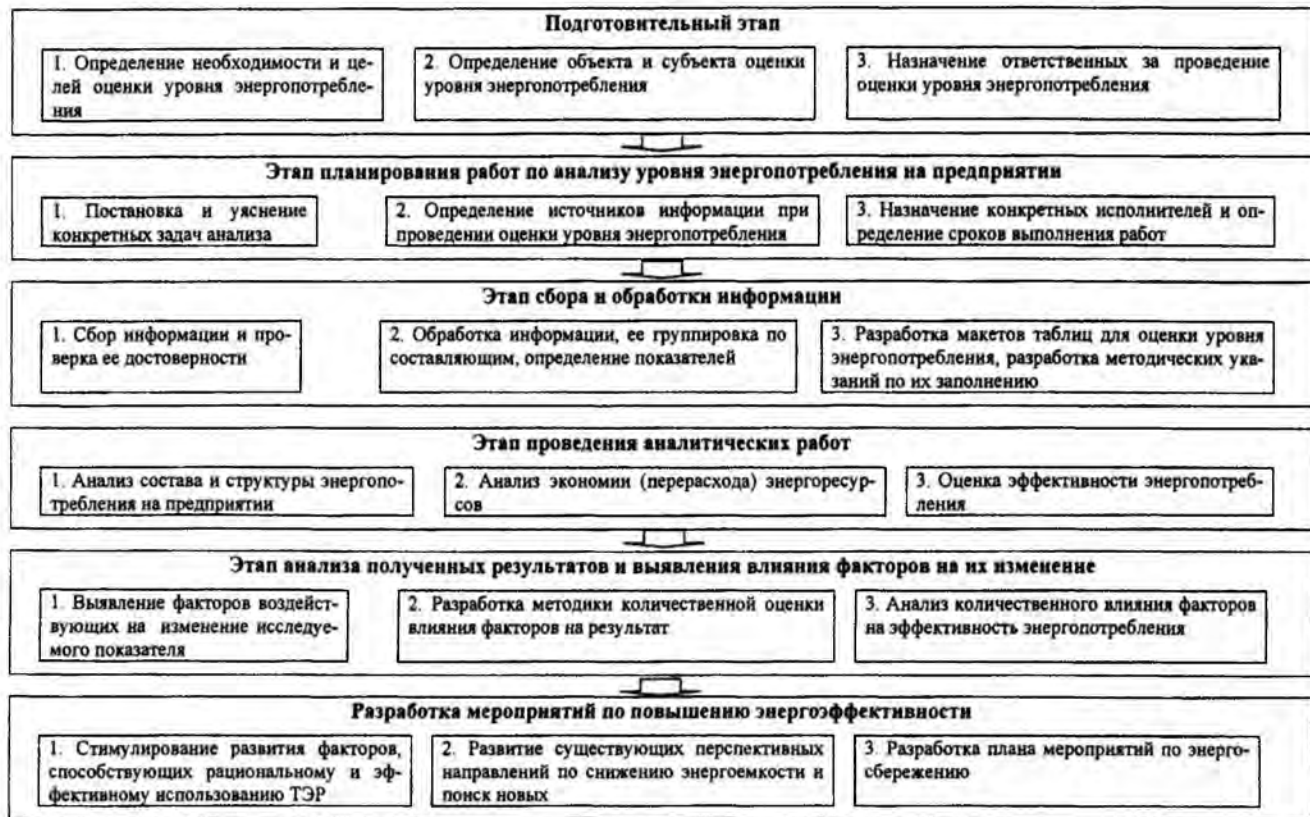 Подготовительный этап
1. Определение необходимости и це-
лей оценки уровня энергопотребле-
ния
2. Определение объекта и субъекта оценки
уровня энергопотребления
3. Назначение ответственных за проведение
оценки уровня энергопотребления
Этап планирования работ по анализу уровня энергопотребления на предприятии
1. Постановка и уяснение
конкретных задач анализа
2. Определение источников информации при
проведении оценки уровня энергопотребления
3. Назначение конкретных исполнителей и оп-
ределение сроков выполнения работ
Этап сбора и обработки информации
1. Сбор информации и про-
верка ее достоверности
2. Обработка информации, ее группировка по
составляющим, определение показателей
3. Разработка макетов таблиц для оценки уровня
энергопотребления, разработка методических ука-
заний по их заполнению
Этап проведения аналитических работ
1. Анализ состава и структуры энергопо-
требления на предприятии
2. Анализ экономии (перерасхода) энергоресур-
сов
3. Оценка эффективности энергопотреб-
ления
Этап анализа полученных результатов и выявления влияния факторов на их изменение
1. Выявление факторов воздейст-
вующих на изменение исследуе-
мого показателя
2. Разработка методики количественной оценки
влияния факторов на результат
3. Анализ количественного влияния факторов
на эффективность энергопотребления
Разработка мероприятий по повышению энергоэффективности
1. Стимулирование развития факторов,
способствующих рациональному и эф-
фективному использованию ТЭР
2. Развитие существующих перспективных
направлений по снижению энергоемкости и
поиск новых
3. Разработка плана мероприятий по энерго-
сбережению